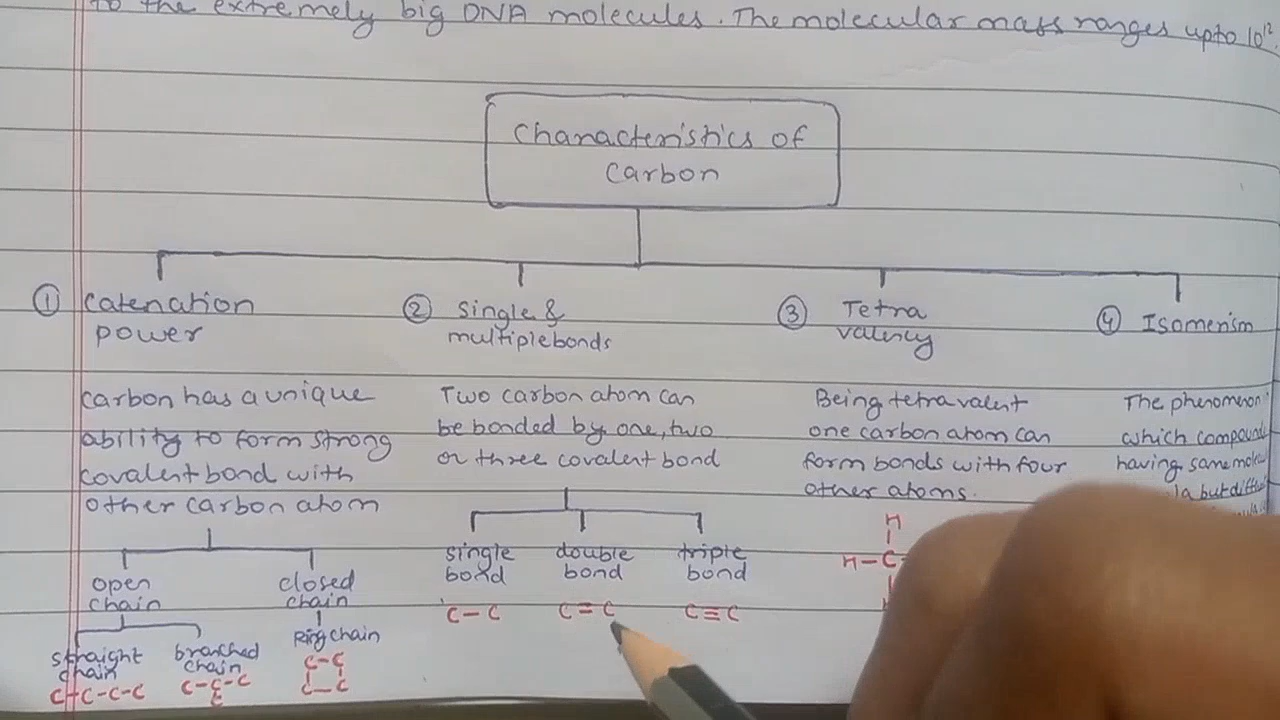 to the extremely big DNA molecules. The molecular mass ranges upto 10¹²
Characteristics of
Carbon
① Catenation
power
Carbon has a unique
ability to form strong
covalent bond with
other carbon atom
open
chain
closed
chain
straight
chain
C-C-C-C
branched
chain
C-C-C
C
Ring chain
C-C
C-C
② Single &
multiple bonds
Two carbon atom can
be bonded by one, two
or three covalent bond
single
bond
C-C
double
bond
C=C
triple
bond
C≡C
③ Tetra
valency
Being tetravalent
one carbon atom can
form bonds with four
other atoms.
H
H-C
④ Isomerism
The phenomenon
which
having same
but